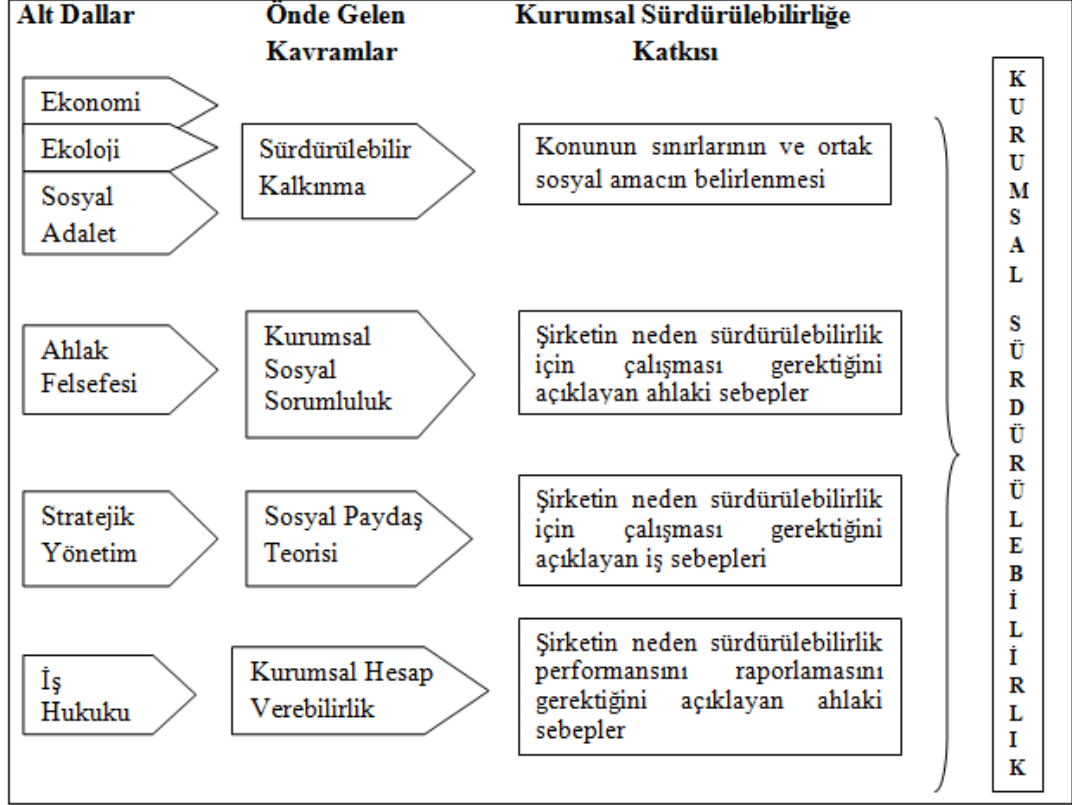 Alt Dallar
Önde Gelen
Kavramlar
Kurumsal Sürdürülebilirliğe
Katkısı
Ekonomi
Ekoloji
Sosyal
Adalet
Sürdürülebilir
Kalkınma
Konunun sınırlarının ve ortak
sosyal amacın belirlenmesi
Ahlak
Felsefesi
Kurumsal
Sosyal
Sorumluluk
Şirketin neden sürdürülebilirlik
için çalışması gerektiğini
açıklayan ahlaki sebepler
Stratejik
Yönetim
Sosyal Paydaş
Teorisi
Şirketin neden sürdürülebilirlik
için çalışması gerektiğini
açıklayan iş sebepleri
İş
Hukuku
Kurumsal Hesap
Verebilirlik
Şirketin neden sürdürülebilirlik
performansını raporlamasını
gerektiğini açıklayan ahlaki
sebepler
KURUMSAL SÜRDÜRÜLEBİLİRLIK